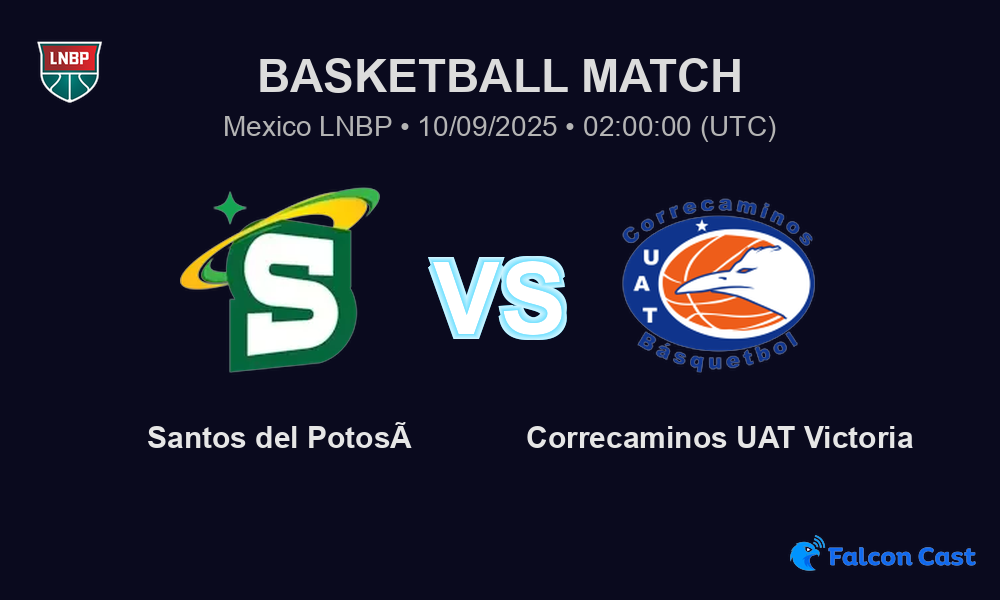 LNBP
BASKETBALL MATCH
Mexico LNBP • 10/09/2025 • 02:00:00 (UTC)
S
VS
Correcaminos
UAT
Básquetbol
Santos del PotosÃ
Correcaminos UAT Victoria
Falcon Cast